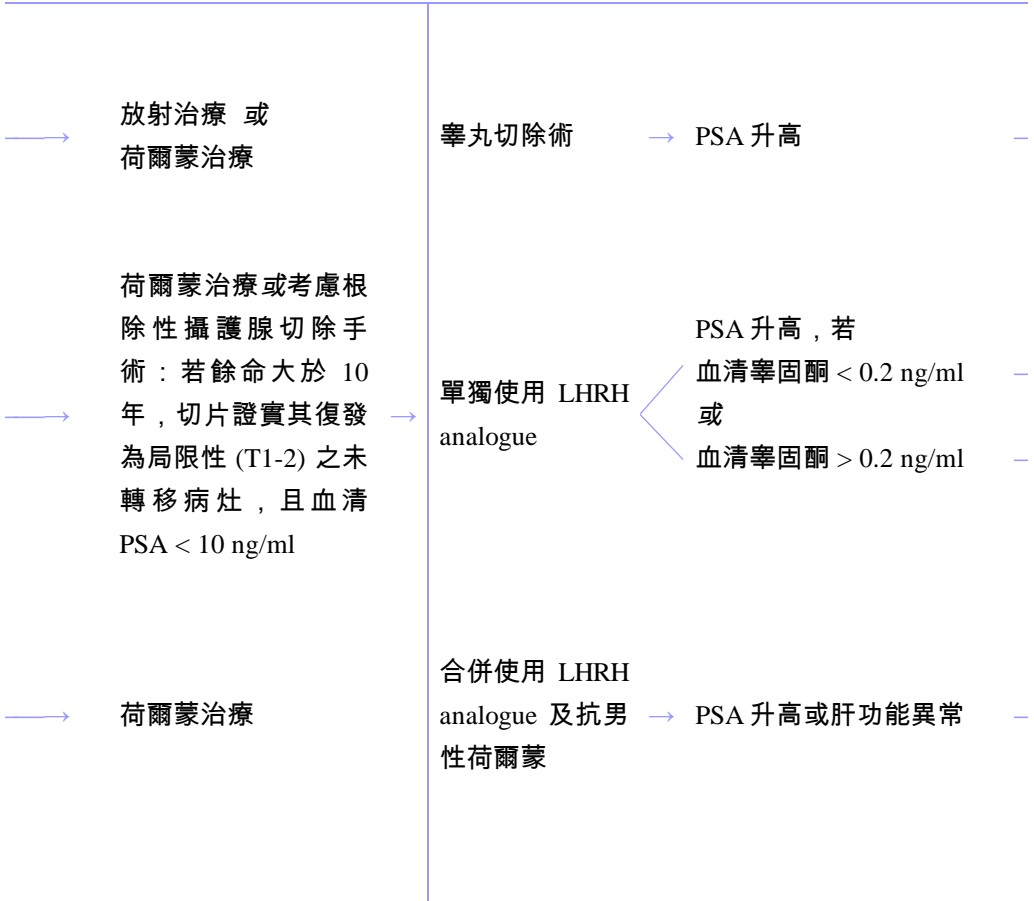 放射治療 或
荷爾蒙治療
荷爾蒙治療或考慮根
除性攝護腺切除手
術：若餘命大於 10
年，切片證實其復發
為局限性 (T1-2) 之未
轉移病灶，且血清
PSA < 10 ng/ml
荷爾蒙治療
睾丸切除術 → PSA 升高
單獨使用 LHRH
analogue
PSA 升高，若
血清睾固酮 < 0.2 ng/ml
或
血清睾固酮 > 0.2 ng/ml
合併使用 LHRH
analogue 及抗男
性荷爾蒙
→ PSA 升高或肝功能異常